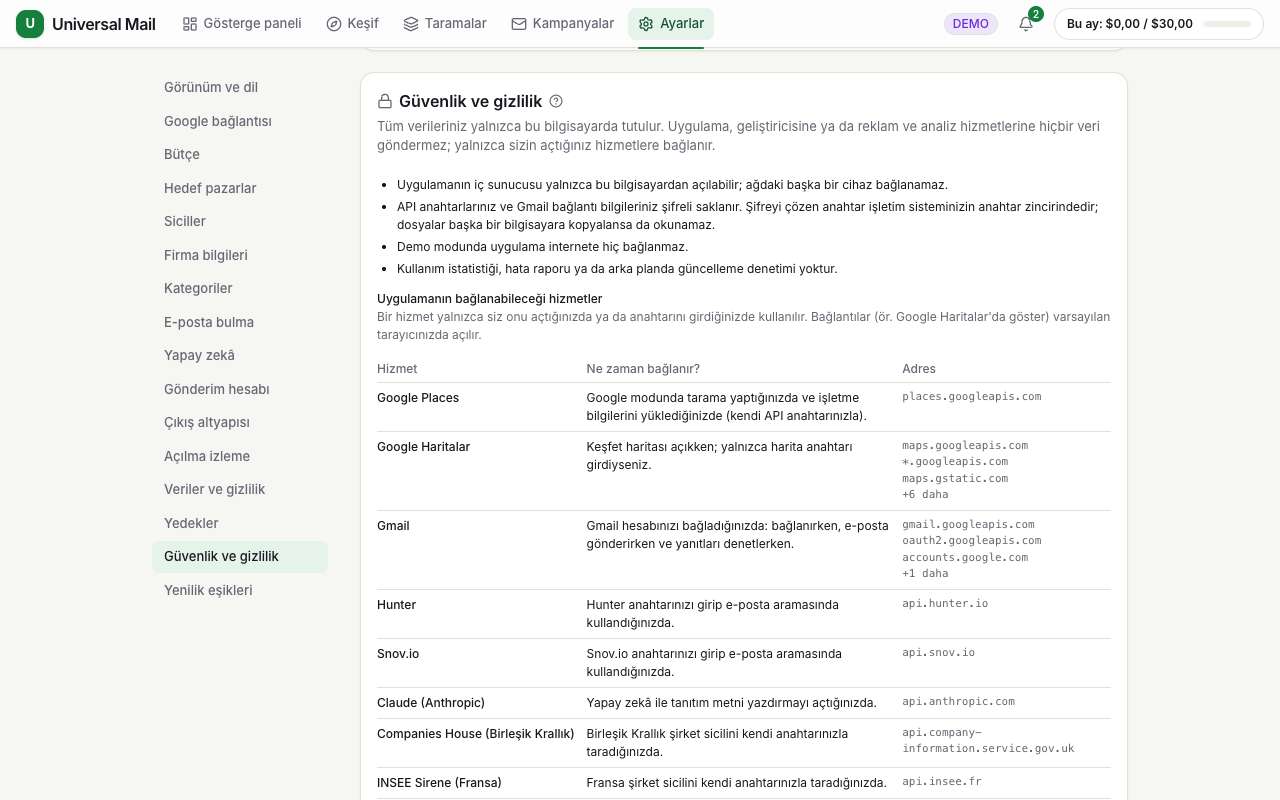 U Universal Mail Gösterge paneli Keşif Taramalar Kampanyalar Ayarlar DEMO 2 Bu ay: $0,00 / $30,00
Görünüm ve dil
Google bağlantısı
Bütçe
Hedef pazarlar
Siciller
Firma bilgileri
Kategoriler
E-posta bulma
Yapay zekâ
Gönderim hesabı
Çıkış altyapısı
Açılma izleme
Veriler ve gizlilik
Yedekler
Güvenlik ve gizlilik
Yenilik eşikleri
Güvenlik ve gizlilik ?
Tüm verileriniz yalnızca bu bilgisayarda tutulur. Uygulama, geliştiricisine ya da reklam ve analiz hizmetlerine hiçbir veri
göndermez; yalnızca sizin açtığınız hizmetlere bağlanır.
• Uygulamanın iç sunucusu yalnızca bu bilgisayardan açılabilir; ağdaki başka bir cihaz bağlanamaz.
• API anahtarlarınız ve Gmail bağlantı bilgileriniz şifreli saklanır. Şifreyi çözen anahtar işletim sisteminizin anahtar zincirindedir;
dosyalar başka bir bilgisayara kopyalansa da okunamaz.
• Demo modunda uygulama internete hiç bağlanmaz.
• Kullanım istatistiği, hata raporu ya da arka planda güncelleme denetimi yoktur.
Uygulamanın bağlanabileceği hizmetler
Bir hizmet yalnızca siz onu açtığınızda ya da anahtarını girdiğinizde kullanılır. Bağlantılar (ör. Google Haritalar'da göster) varsayılan
tarayıcınızda açılır.
Hizmet Ne zaman bağlanır? Adres
Google Places Google modunda tarama yaptığınızda ve işletme places.googleapis.com
bilgilerini yüklediğinizde (kendi API anahtarınızla).
Google Haritalar Keşfet haritası açıkken; yalnızca harita anahtarı maps.googleapis.com
girdiyseniz. *.googleapis.com
maps.gstatic.com
+6 daha
Gmail Gmail hesabınızı bağladığınızda: bağlanırken, e-posta gmail.googleapis.com
gönderirken ve yanıtları denetlerken. oauth2.googleapis.com
accounts.google.com
+1 daha
Hunter Hunter anahtarınızı girip e-posta aramasında api.hunter.io
kullandığınızda.
Snov.io Snov.io anahtarınızı girip e-posta aramasında api.snov.io
kullandığınızda.
Claude (Anthropic) Yapay zekâ ile tanıtım metni yazdırmayı açtığınızda. api.anthropic.com
Companies House (Birleşik Krallık) Birleşik Krallık şirket sicilini kendi anahtarınızla api.company-
taradığınızda. information.service.gov.uk
INSEE Sirene (Fransa) Fransa şirket sicilini kendi anahtarınızla taradığınızda. api.insee.fr